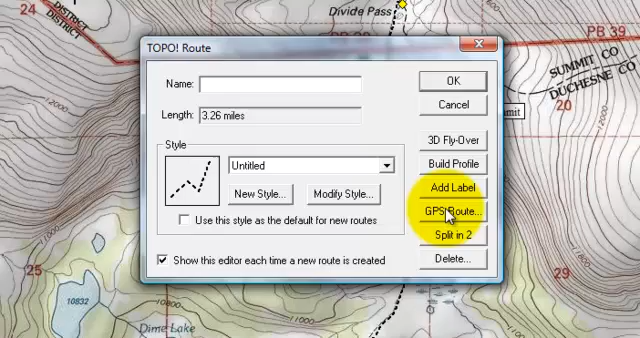 24
Divide Pass
DISTRICT
DISTRICT
PB 39
SUMMIT CO
DUCHESNE CO
20
TOPO! Route
Name:
OK
Length:
3.26 miles
Cancel
Style
Untitled
New Style...
Modify Style...
Use this style as the default for new routes
Show this editor each time a new route is created
3D Fly-Over
Build Profile
Add Label
GPS Route...
Split in 2
Delete...
25
29
10832
Dime Lake